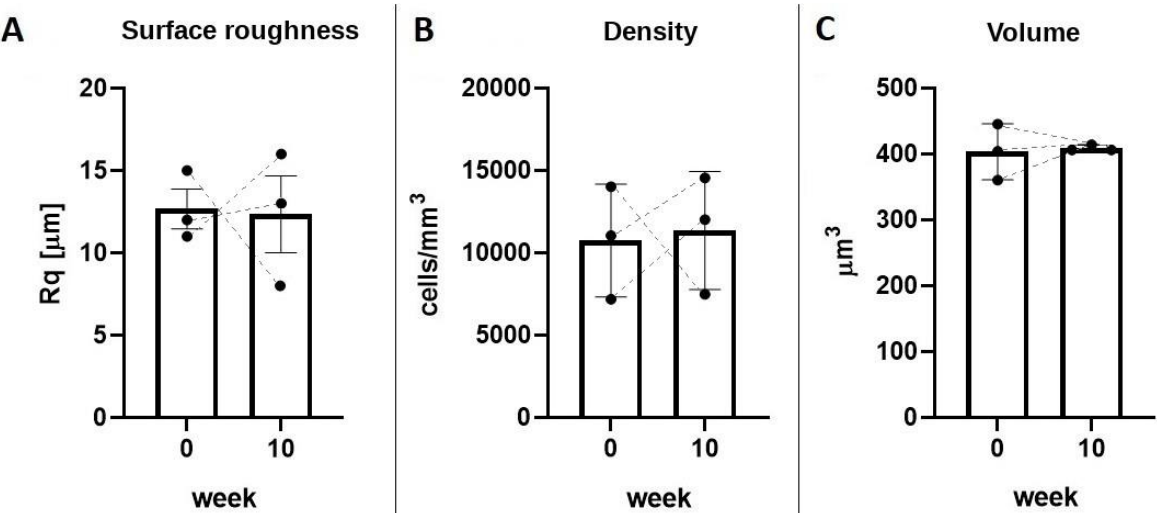 A Surface roughness
Rq [µm]
20
15
10
5
0
0 10
week
B Density
cells/mm³
20000
15000
10000
5000
0
0 10
week
C Volume
µm³
500
400
300
200
100
0
0 10
week